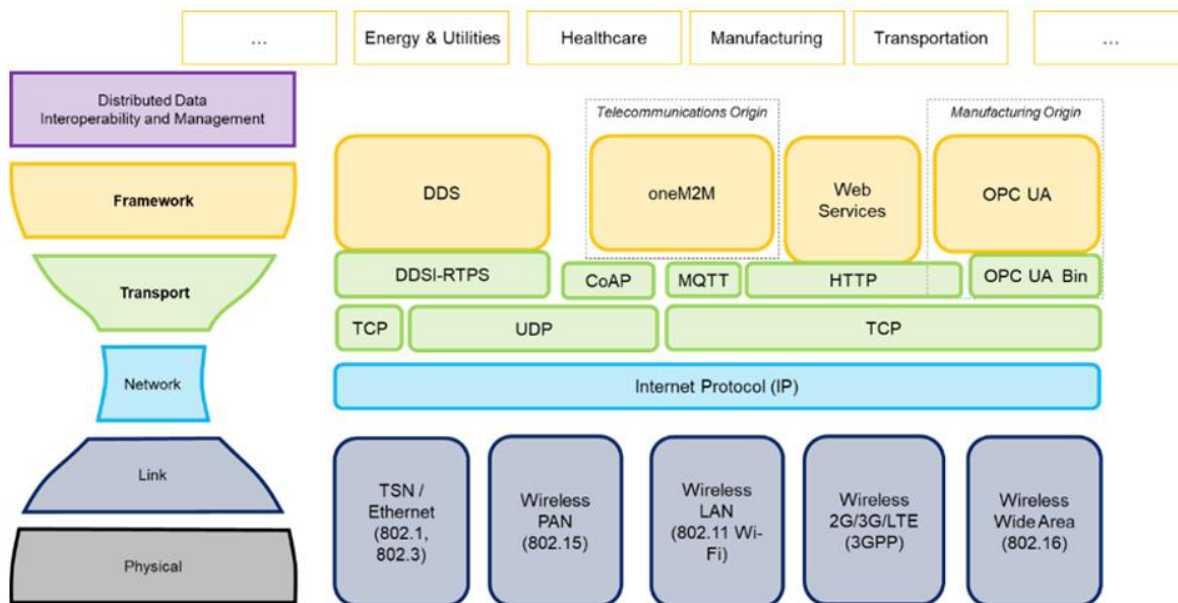 ...
Energy & Utilities
Healthcare
Manufacturing
Transportation
...
Distributed Data
Interoperability and Management
Telecommunications Origin
Manufacturing Origin
Framework
DDS
oneM2M
Web
Services
OPC UA
Transport
DDSI-RTPS
CoAP
MQTT
HTTP
OPC UA Bin
TCP
UDP
TCP
Network
Internet Protocol (IP)
Link
TSN /
Ethernet
(802.1,
802.3)
Wireless
PAN
(802.15)
Wireless
LAN
(802.11 Wi-
Fi)
Wireless
2G/3G/LTE
(3GPP)
Wireless
Wide Area
(802.16)
Physical